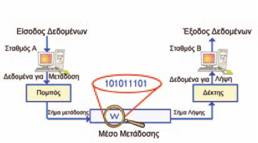 Είσοδος Δεδομένων
Έξοδος Δεδομένων
Σταθμός Α
Σταθμός Β
101011101
Δεδομένα για Μετάδοση
Δεδομένα για Λήψη
Πομπός
Δέκτης
W
Σήμα μετάδοσης
Σήμα Λήψης
Μέσο Μετάδοσης